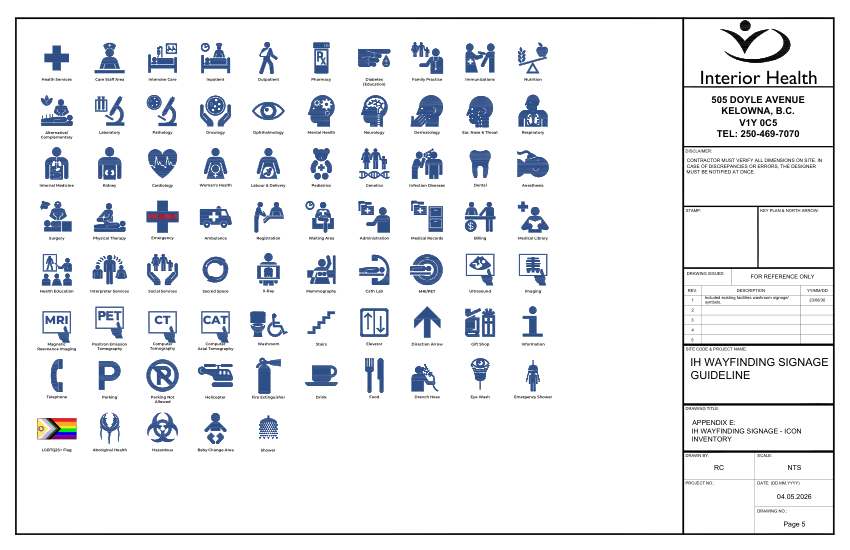 Health Services
Care Staff Area
Intensive Care
Inpatient
Outpatient
Rx
Pharmacy
Diabetes
(Education)
Family Practice
Immunizations
Nutrition
Alternative/
Complementary
Laboratory
Pathology
Oncology
Ophthalmology
Mental Health
Neurology
Dermatology
Ear, Nose & Throat
Respiratory
Internal Medicine
Kidney
Cardiology
Women's Health
Labour & Delivery
Pediatrics
Genetics
Infection Diseases
Dental
Anesthesia
Surgery
Physical Therapy
Emergency
Ambulance
Registration
Waiting Area
Administration
Medical Records
$
Billing
Medical Library
Health Education
Interpreter Services
Social Services
Sacred Space
X-Ray
Mammography
Cath Lab
MRI/PET
Ultrasound
Imaging
MRI
Magnetic
Resonance Imaging
PET
Positron Emission
Tomography
CT
Computed
Tomography
CAT
Computed
Axial Tomography
Washroom
Stairs
Elevator
Direction Arrow
Gift Shop
i
Information
Telephone
P
Parking
P
Parking Not
Allowed
Helicopter
Fire Extinguisher
Drink
Food
Drench Hose
Eye Wash
Emergency Shower
LGBTQ2S+ Flag
Aboriginal Health
Hazardous
Baby Change Area
Shower
Interior Health
505 DOYLE AVENUE
KELOWNA, B.C.
V1Y 0C5
TEL: 250-469-7070
DISCLAIMER:
CONTRACTOR MUST VERIFY ALL DIMENSIONS ON SITE. IN
CASE OF DISCREPANCIES OR ERRORS, THE DESIGNER
MUST BE NOTIFIED AT ONCE.
STAMP:
KEY PLAN & NORTH ARROW:
DRAWING ISSUED:
FOR REFERENCE ONLY
REV. DESCRIPTION YY/MM/DD
1 Included existing facilities washroom signage/
symbols. 23/06/30
2
3
4
5
SITE CODE & PROJECT NAME:
IH WAYFINDING SIGNAGE
GUIDELINE
DRAWING TITLE:
APPENDIX E:
IH WAYFINDING SIGNAGE - ICON
INVENTORY
DRAWN BY:
RC
SCALE:
NTS
PROJECT NO.:
DATE: (DD.MM.YYYY)
04.05.2026
DRAWING NO.:
Page 5